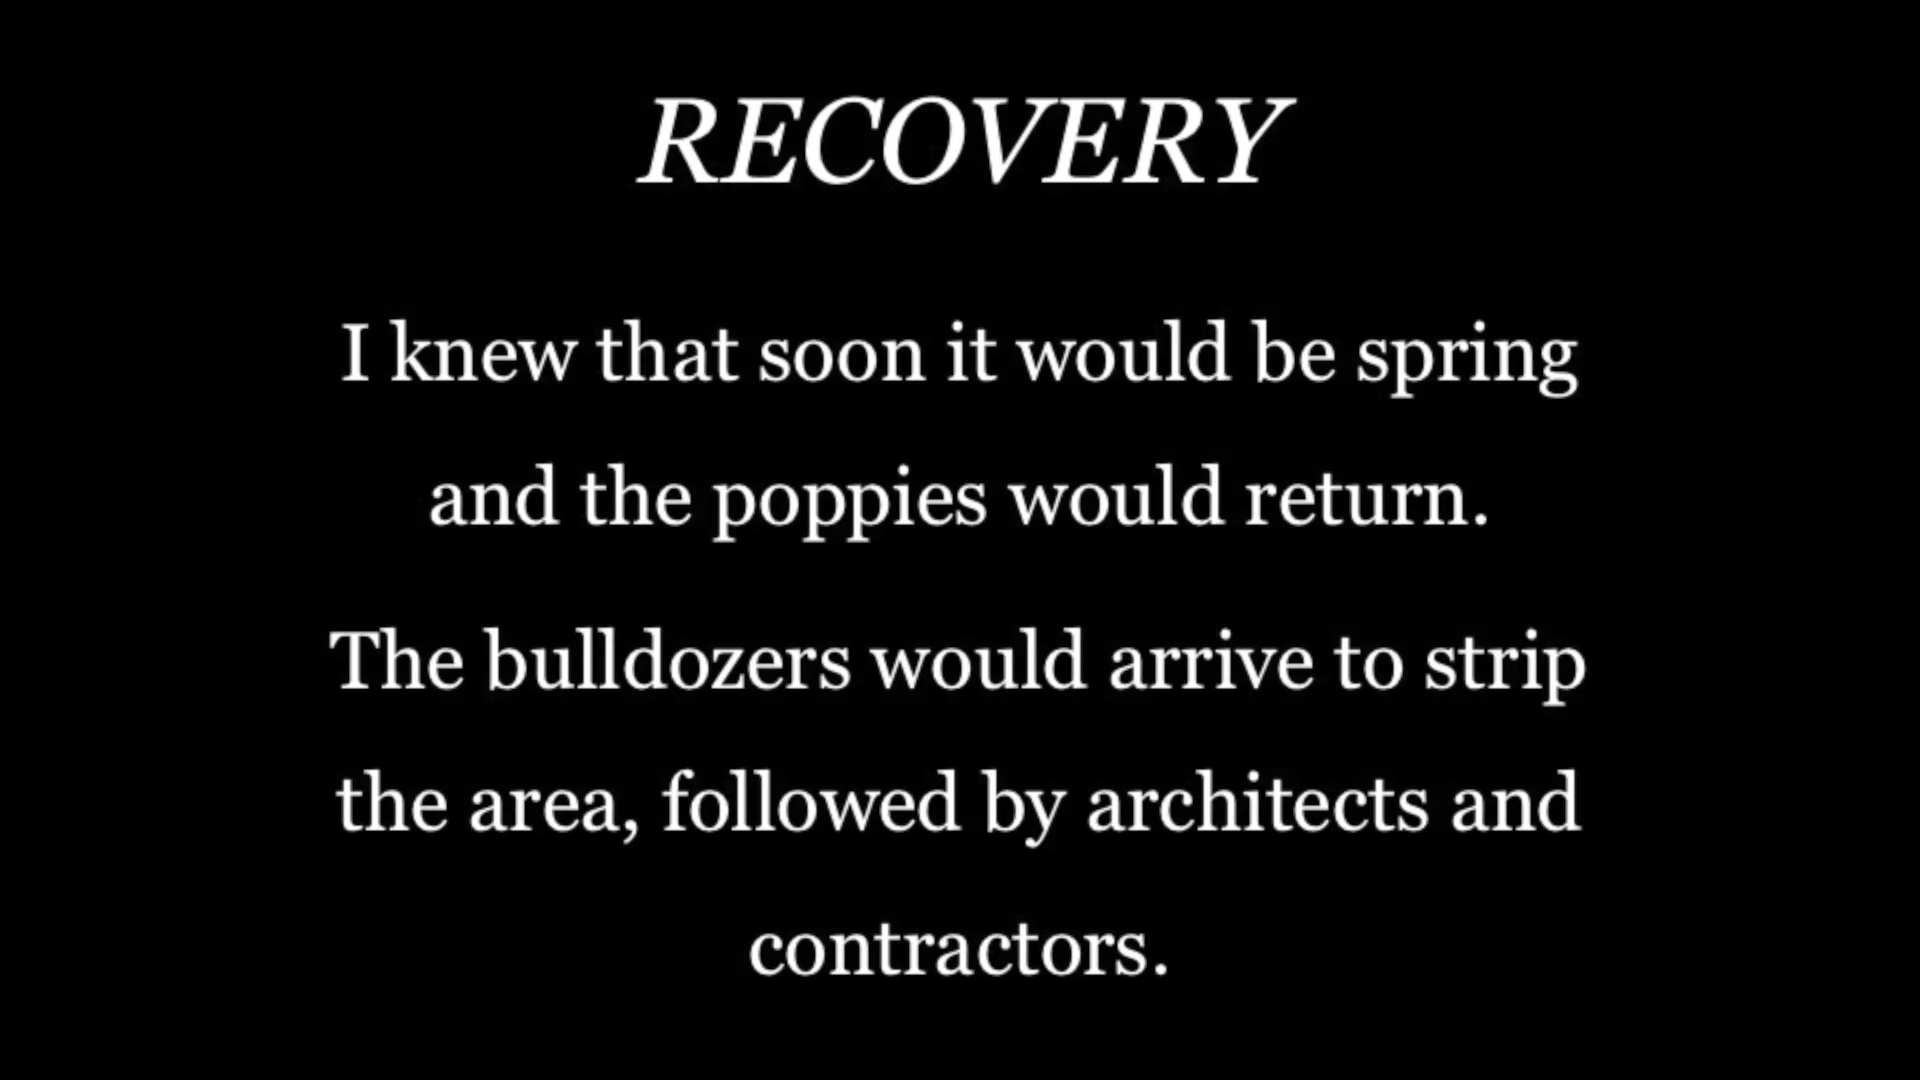 RECOVERY
I knew that soon it would be spring
and the poppies would return.
The bulldozers would arrive to strip
the area, followed by architects and
contractors.